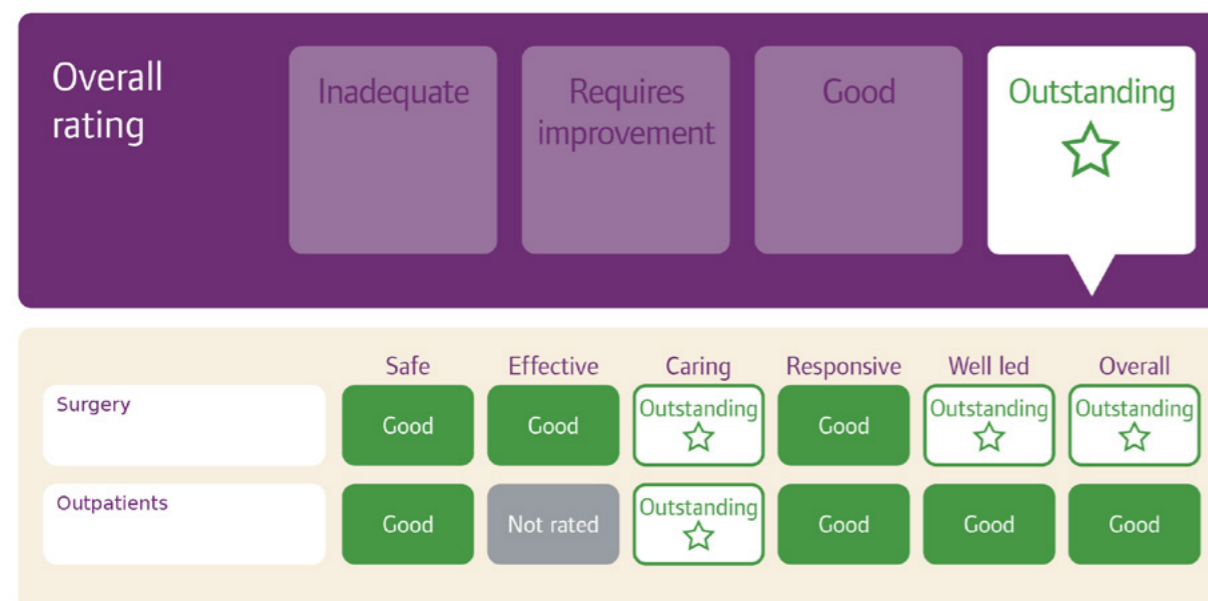 Overall
rating
Inadequate
Requires
improvement
Good
Outstanding
Safe Effective Caring Responsive Well led Overall
Surgery Good Good Outstanding Good Outstanding Outstanding
Outpatients Good Not rated Outstanding Good Good Good